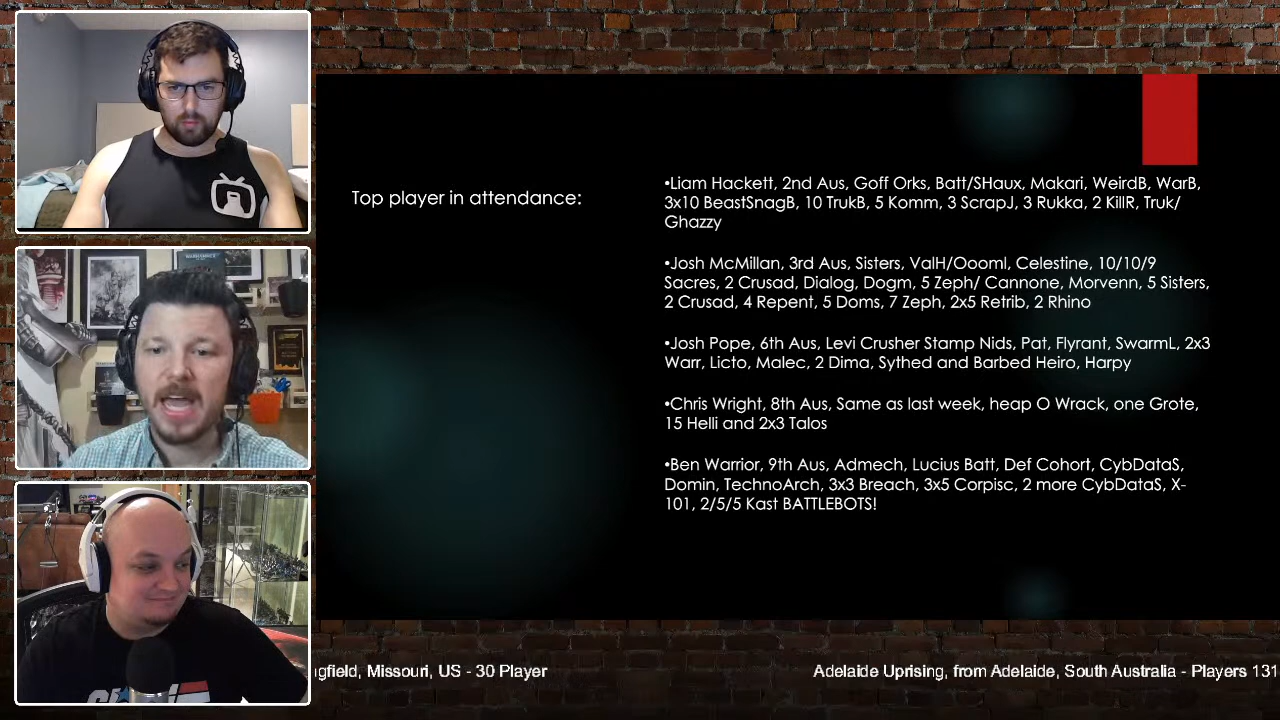 Top player in attendance:
•Liam Hackett, 2nd Aus, Goff Orks, Batt/SHaux, Makari, WeirdB, WarB,
3x10 BeastSnagB, 10 TrukB, 5 Komm, 3 ScrapJ, 3 Rukka, 2 KillR, Truk/
Ghazzy
•Josh McMillan, 3rd Aus, Sisters, ValH/Oooml, Celestine, 10/10/9
Sacres, 2 Crusad, Dialog, Dogm, 5 Zeph/ Cannone, Morvenn, 5 Sisters,
2 Crusad, 4 Repent, 5 Doms, 7 Zeph, 2x5 Retrib, 2 Rhino
•Josh Pope, 6th Aus, Levi Crusher Stamp Nids, Pat, Flyrant, SwarmL, 2x3
Warr, Licto, Malec, 2 Dima, Sythed and Barbed Heiro, Harpy
•Chris Wright, 8th Aus, Same as last week, heap O Wrack, one Grote,
15 Helli and 2x3 Talos
•Ben Warrior, 9th Aus, Admech, Lucius Batt, Def Cohort, CybDataS,
Domin, TechnoArch, 3x3 Breach, 3x5 Corpisc, 2 more CybDataS, X-
101, 2/5/5 Kast BATTLEBOTS!
ngfield, Missouri, US - 30 Player
Adelaide Uprising, from Adelaide, South Australia - Players 131